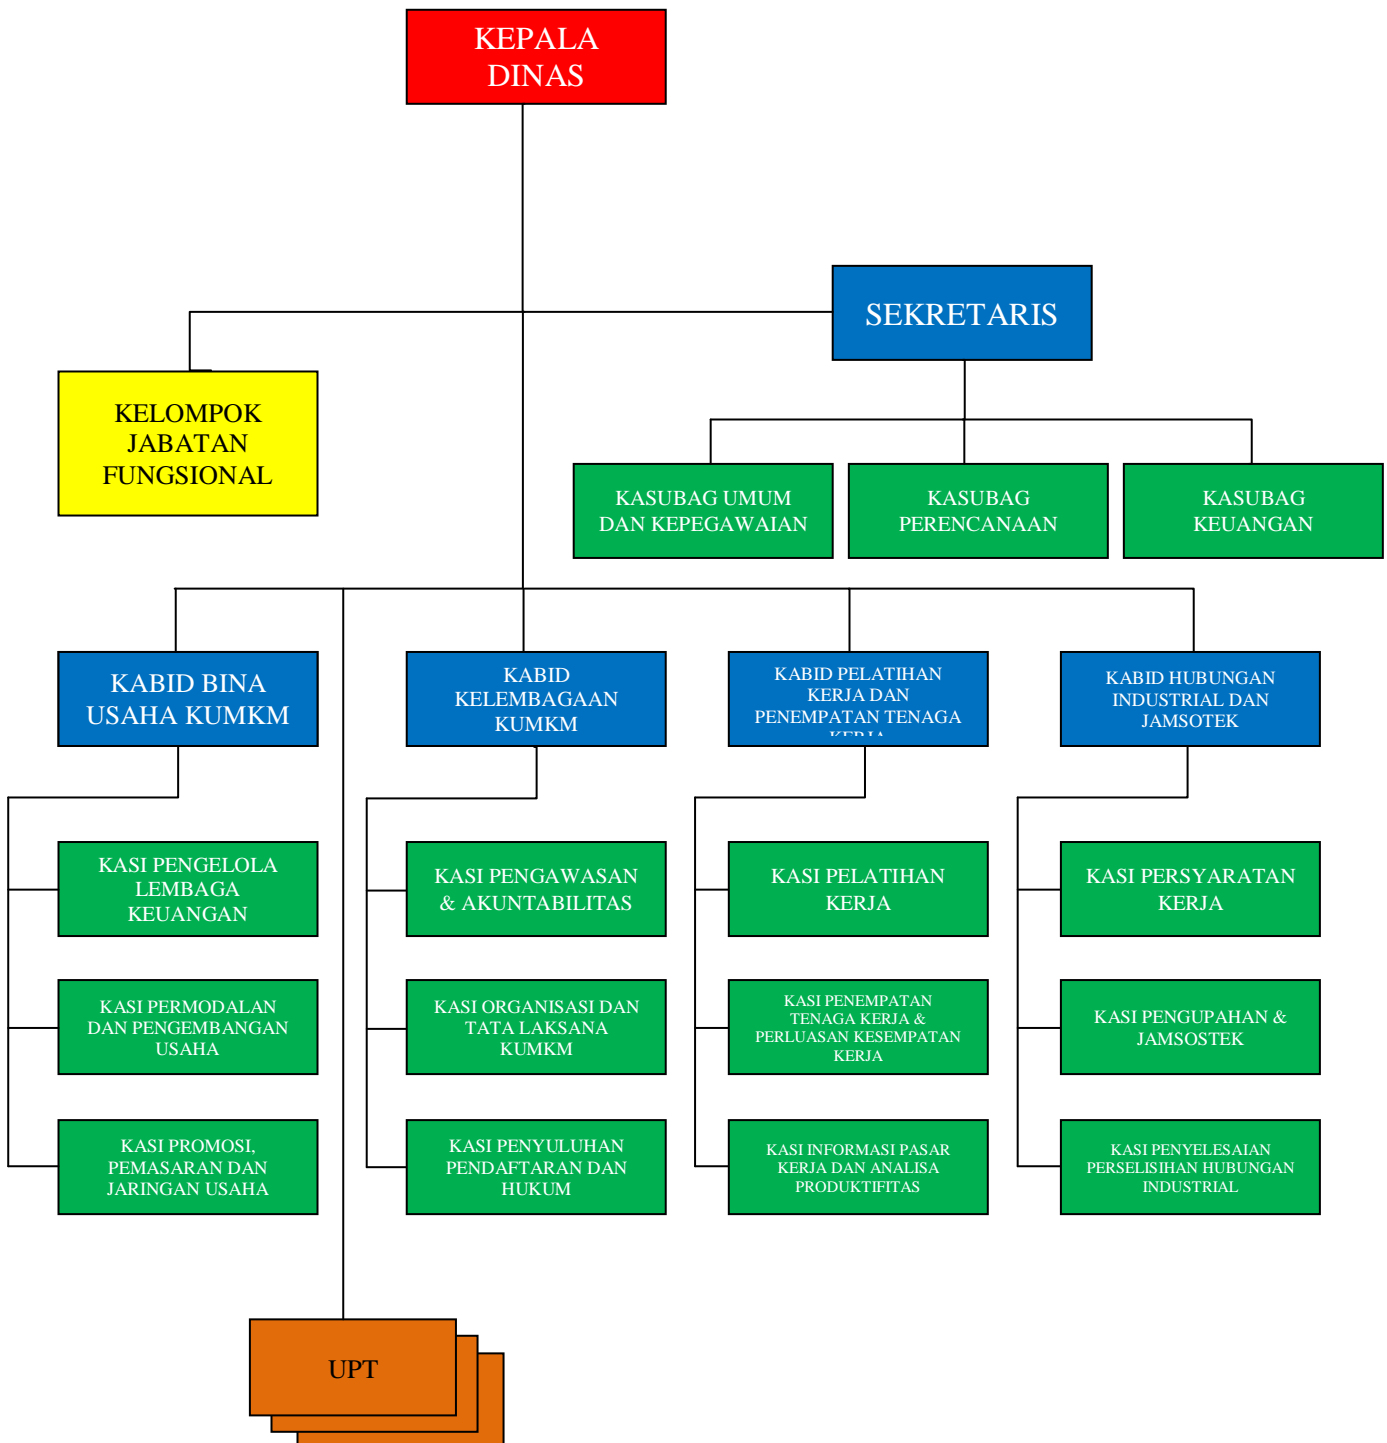 KEPALA
DINAS
SEKRETARIS
KELOMPOK
JABATAN
FUNGSIONAL
KASUBAG UMUM
DAN KEPEGAWAIAN
KASUBAG
PERENCANAAN
KASUBAG
KEUANGAN
KABID BINA
USAHA KUMKM
KABID
KELEMBAGAAN
KUMKM
KABID PELATIHAN
KERJA DAN
PENEMPATAN TENAGA
KERJA
KABID HUBUNGAN
INDUSTRIAL DAN
JAMSOTEK
KASI PENGELOLA
LEMBAGA
KEUANGAN
KASI PENGAWASAN
& AKUNTABILITAS
KASI PELATIHAN
KERJA
KASI PERSYARATAN
KERJA
KASI PERMODALAN
DAN PENGEMBANGAN
USAHA
KASI ORGANISASI DAN
TATA LAKSANA
KUMKM
KASI PENEMPATAN
TENAGA KERJA &
PERLUASAN KESEMPATAN
KERJA
KASI PENGUPAHAN &
JAMSOSTEK
KASI PROMOSI,
PEMASARAN DAN
JARINGAN USAHA
KASI PENYULUHAN
PENDAFTARAN DAN
HUKUM
KASI INFORMASI PASAR
KERJA DAN ANALISA
PRODUKTIFITAS
KASI PENYELESAIAN
PERSELISIHAN HUBUNGAN
INDUSTRIAL
UPT